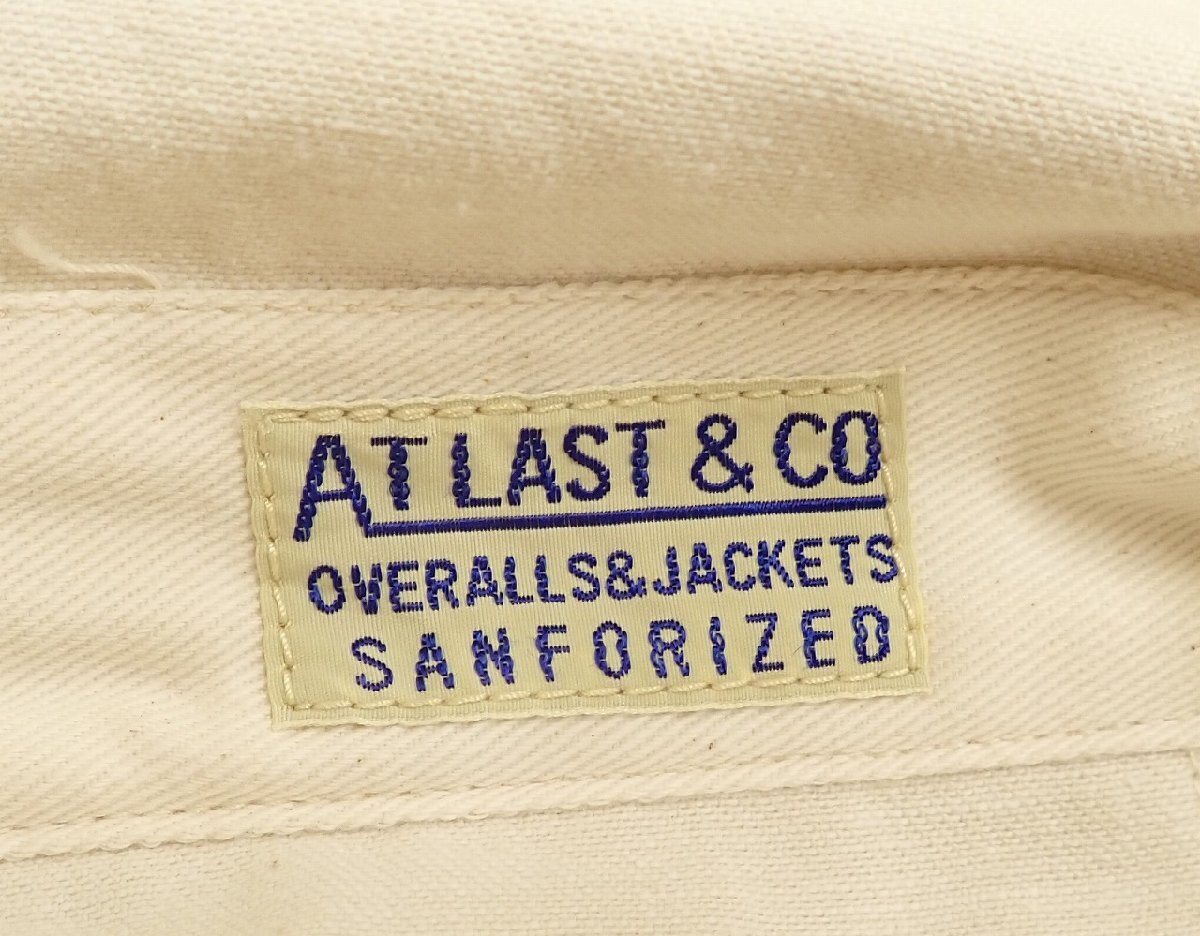 AT LAST & CO
OVERALLS&JACKETS
SANFORIZED